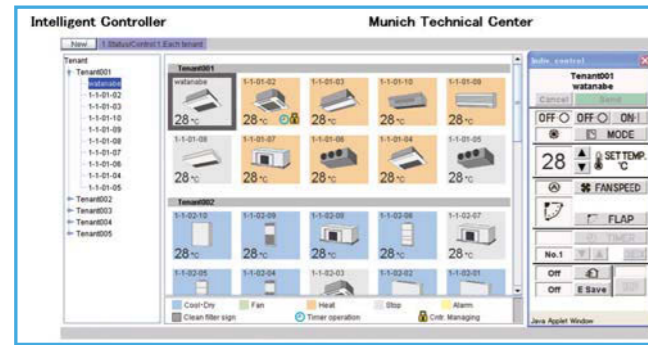 Intelligent Controller
Munich Technical Center
New
1.Status/Control:1.Each tenant
Tenant
Tenant001
watanabe
1-1-01-02
1-1-01-03
1-1-01-10
1-1-01-09
1-1-01-08
1-1-01-07
1-1-01-06
1-1-01-04
1-1-01-05
Tenant002
Tenant003
Tenant004
Tenant005
Tenant001
watanabe 1-1-01-02 1-1-01-03 1-1-01-10 1-1-01-09
28℃ 28℃ 28℃ 28℃ 28℃
1-1-01-08 1-1-01-07 1-1-01-06 1-1-01-04 1-1-01-05
28℃ 28℃ 28℃ 28℃ 28℃
Tenant002
1-1-02-10 1-1-02-09 1-1-02-08 1-1-02-06 1-1-02-07
28℃ 28℃ 28℃ 28℃ 28℃
1-1-02-05 1-1-02-04 1-1-02-03 1-1-02-02 1-1-02-01
Cool·Dry Fan Heat Stop Alarm
Clean filter sign Timer operation Cntr. Managing
Indiv. control
Tenant001
watanabe
Cancel Send
OFF OFF ON
MODE
28 SET TEMP. ℃
FANSPEED
FLAP
TIMER
No.1
Off
Off E Save
Java Applet Window